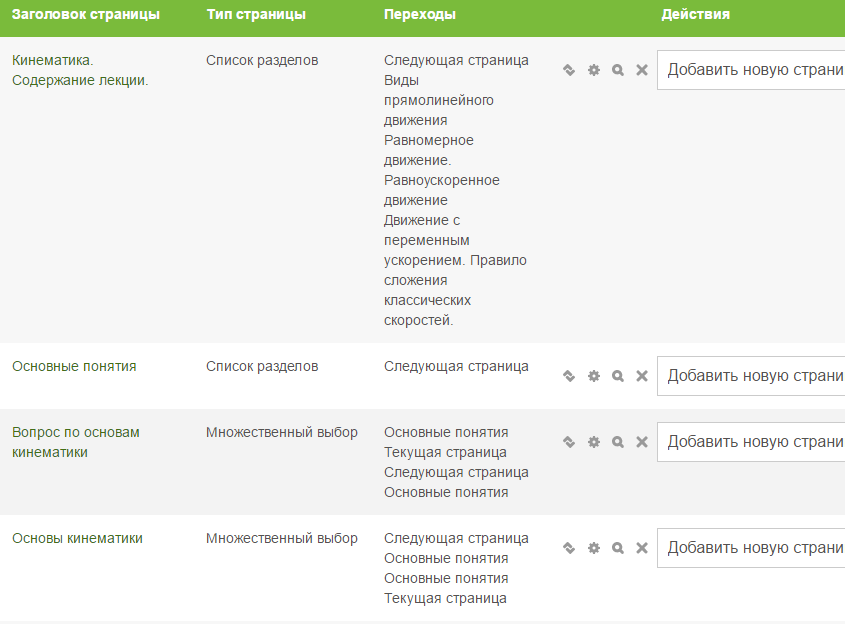 Заголовок страницы Тип страницы Переходы Действия
Кинематика. Содержание лекции.
Список разделов
Следующая страница
Виды
прямолинейного
движения
Равномерное
движение.
Равноускоренное
движение
Движение с
переменным
ускорением. Правило
сложения
классических
скоростей.
Добавить новую страни
Основные понятия
Список разделов
Следующая страница
Добавить новую страни
Вопрос по основам
кинематики
Множественный выбор
Основные понятия
Текущая страница
Следующая страница
Основные понятия
Добавить новую страни
Основы кинематики
Множественный выбор
Следующая страница
Основные понятия
Основные понятия
Текущая страница
Добавить новую страни